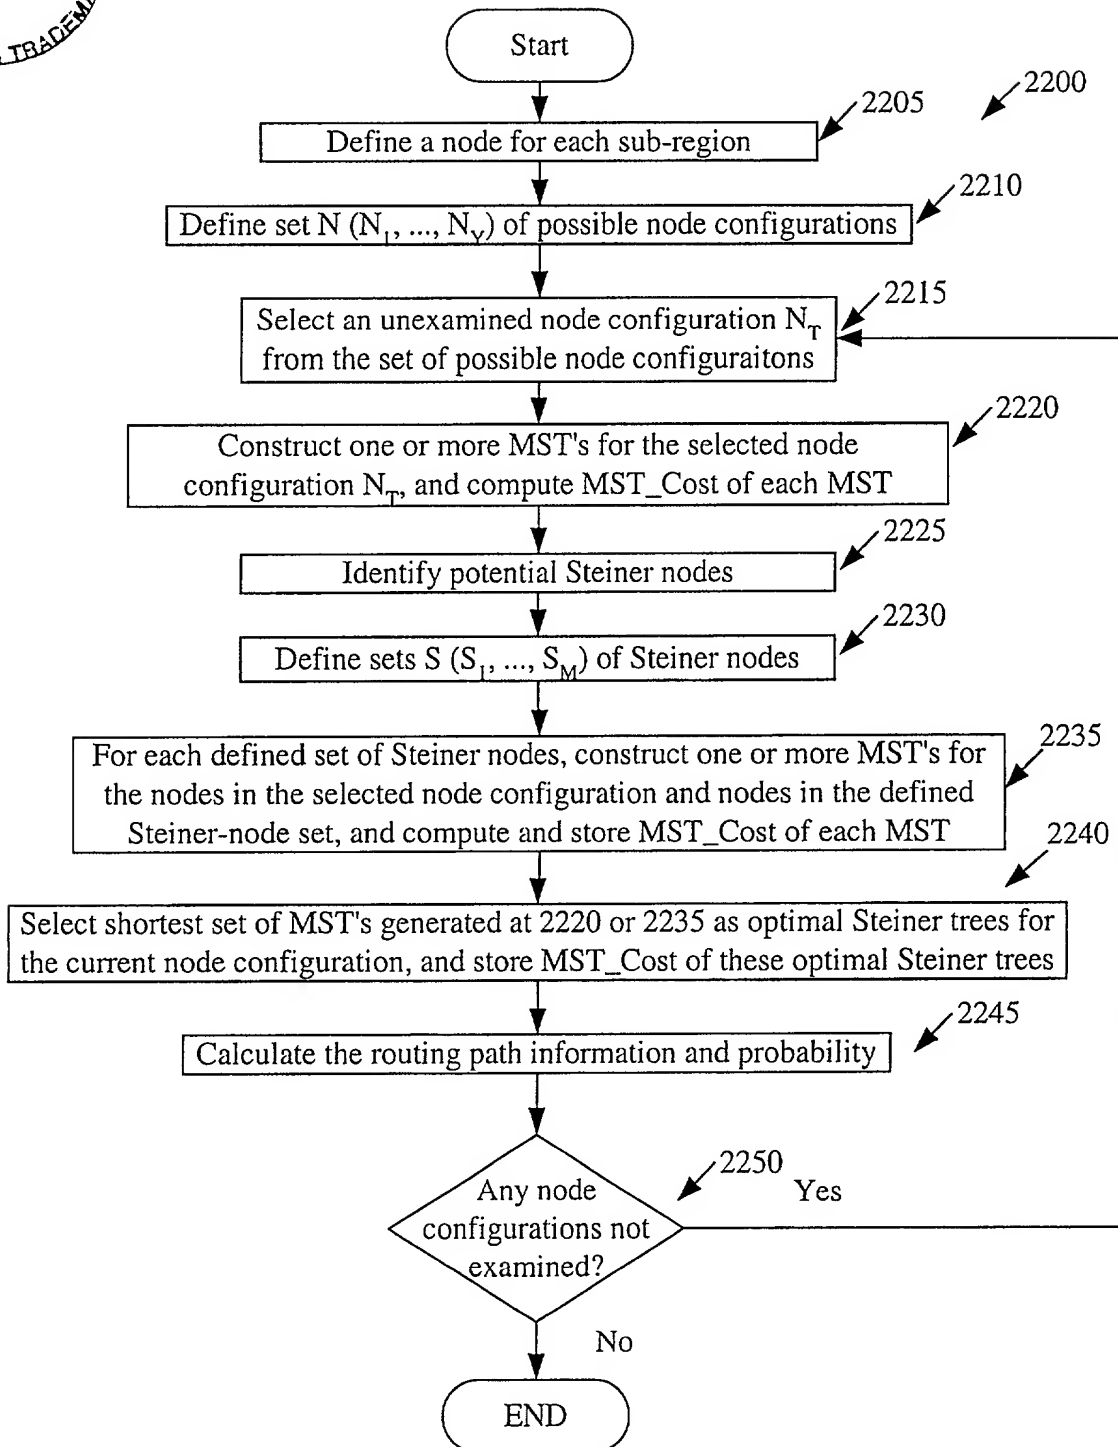 TRADEMA
Start
2200
2205
Define a node for each sub-region
2210
Define set N (N₁, ..., N_Y) of possible node configurations
2215
Select an unexamined node configuration N_T
from the set of possible node configuraitons
2220
Construct one or more MST's for the selected node
configuration N_T, and compute MST_Cost of each MST
2225
Identify potential Steiner nodes
2230
Define sets S (S₁, ..., S_M) of Steiner nodes
2235
For each defined set of Steiner nodes, construct one or more MST's for
the nodes in the selected node configuration and nodes in the defined
Steiner-node set, and compute and store MST_Cost of each MST
2240
Select shortest set of MST's generated at 2220 or 2235 as optimal Steiner trees for
the current node configuration, and store MST_Cost of these optimal Steiner trees
2245
Calculate the routing path information and probability
2250
Any node
configurations not
examined?
Yes
No
END